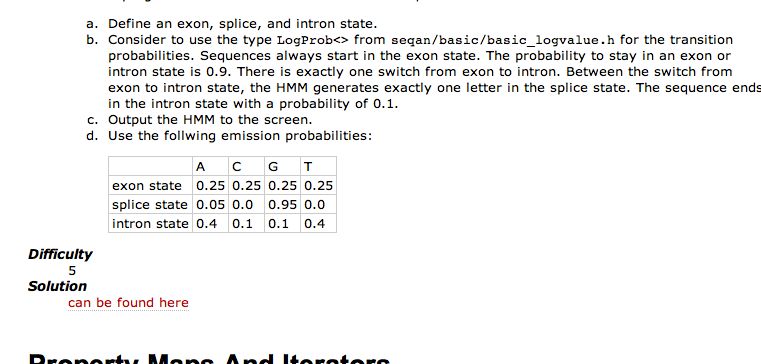 a. Define an exon, splice, and intron state.
b. Consider to use the type LogProb<> from seqan/basic/basic_logvalue.h for the transition
probabilities. Sequences always start in the exon state. The probability to stay in an exon or
intron state is 0.9. There is exactly one switch from exon to intron. Between the switch from
exon to intron state, the HMM generates exactly one letter in the splice state. The sequence ends
in the intron state with a probability of 0.1.
c. Output the HMM to the screen.
d. Use the follwing emission probabilities:
A C G T
exon state 0.25 0.25 0.25 0.25
splice state 0.05 0.0 0.95 0.0
intron state 0.4 0.1 0.1 0.4
Difficulty
5
Solution
can be found here
Property Maps And Iterators